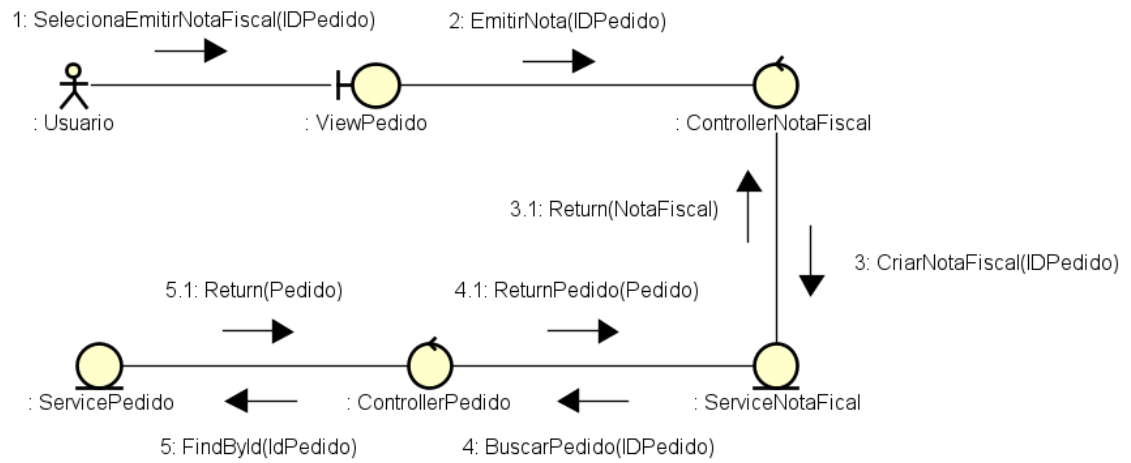 1: SelecionaEmitirNotaFiscal(IDPedido)
2: EmitirNota(IDPedido)
: Usuario
: ViewPedido
: ControllerNotaFiscal
3.1: Return(NotaFiscal)
3: CriarNotaFiscal(IDPedido)
5.1: Return(Pedido)
4.1: ReturnPedido(Pedido)
: ServicePedido
: ControllerPedido
: ServiceNotaFical
5: FindById(IdPedido)
4: BuscarPedido(IDPedido)